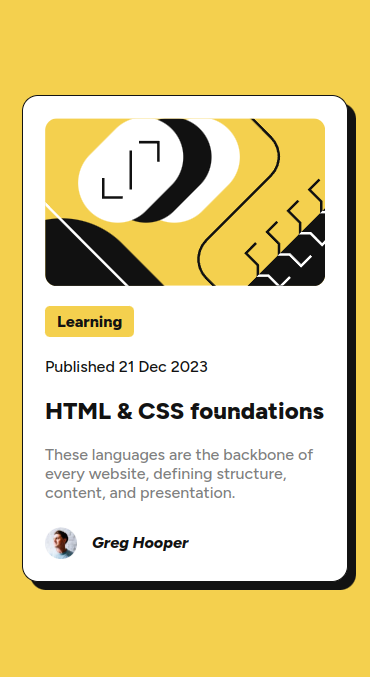 Learning
Published 21 Dec 2023
HTML & CSS foundations
These languages are the backbone of
every website, defining structure,
content, and presentation.
Greg Hooper